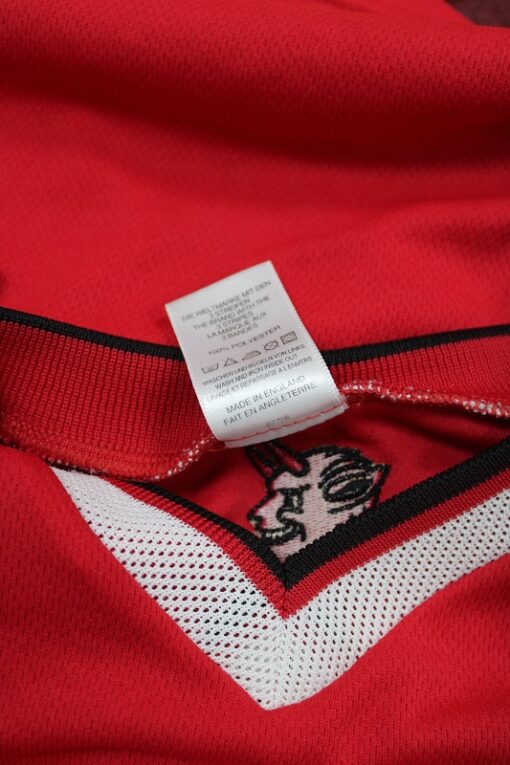 DIE WELTMARKE MIT DEN
3 STREIFEN
THE BRAND WITH THE
3 STRIPES
LA MARQUE AUX
3 BANDES
100% POLYESTER
WASCHEN UND BÜGELN VON LINKS
WASH AND IRON INSIDE OUT
LAVAGE ET REPASSAGE A L'ENVERS
MADE IN ENGLAND
FAIT EN ANGLETERRE